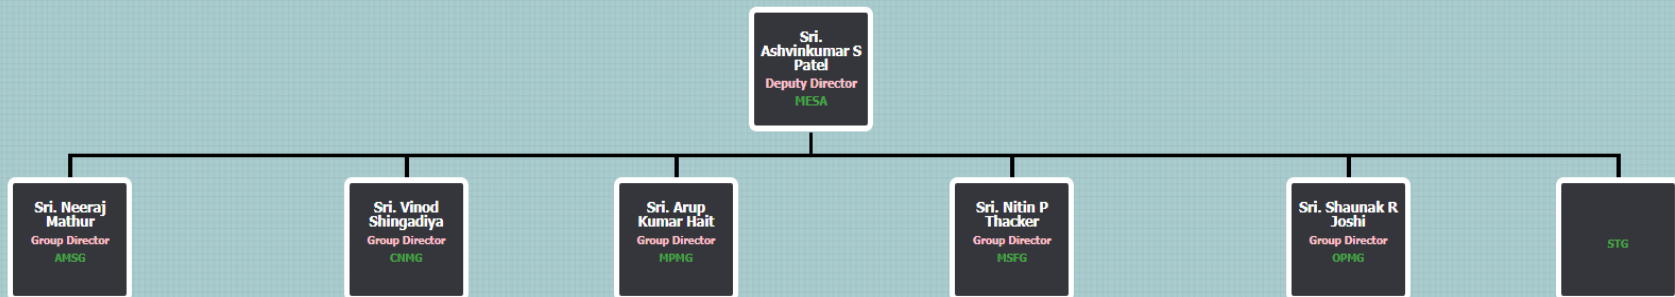 Sri.
Ashvinkumar S
Patel
Deputy Director
MESA
Sri. Neeraj
Mathur
Group Director
AMSG
Sri. Vinod
Shingadiya
Group Director
CNMG
Sri. Arup
Kumar Hait
Group Director
MPMG
Sri. Nitin P
Thacker
Group Director
MSFG
Sri. Shaunak R
Joshi
Group Director
OPMG
STG